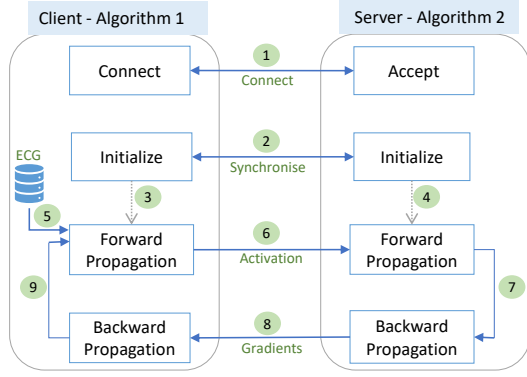 Client - Algorithm 1
Server - Algorithm 2
Connect
1
Connect
Accept
Initialize
2
Synchronise
Initialize
ECG
3
4
5
Forward
Propagation
6
Activation
Forward
Propagation
9
7
Backward
Propagation
8
Gradients
Backward
Propagation